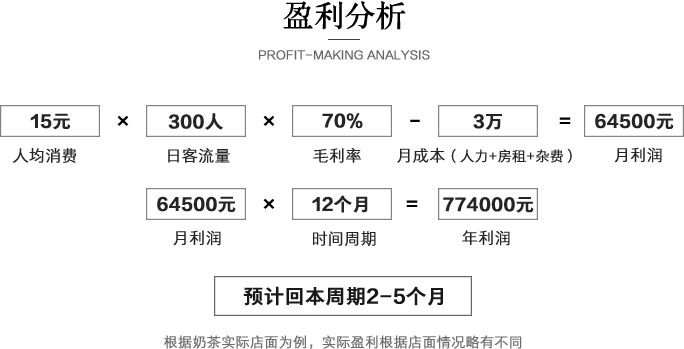 盈利分析
PROFIT-MAKING ANALYSIS
15元 × 300人 × 70% - 3万 = 64500元
人均消费 日客流量 毛利率 月成本（人力+房租+杂费） 月利润
64500元 × 12个月 = 774000元
月利润 时间周期 年利润
预计回本周期2-5个月
根据奶茶实际店面为例，实际盈利根据店面情况略有不同